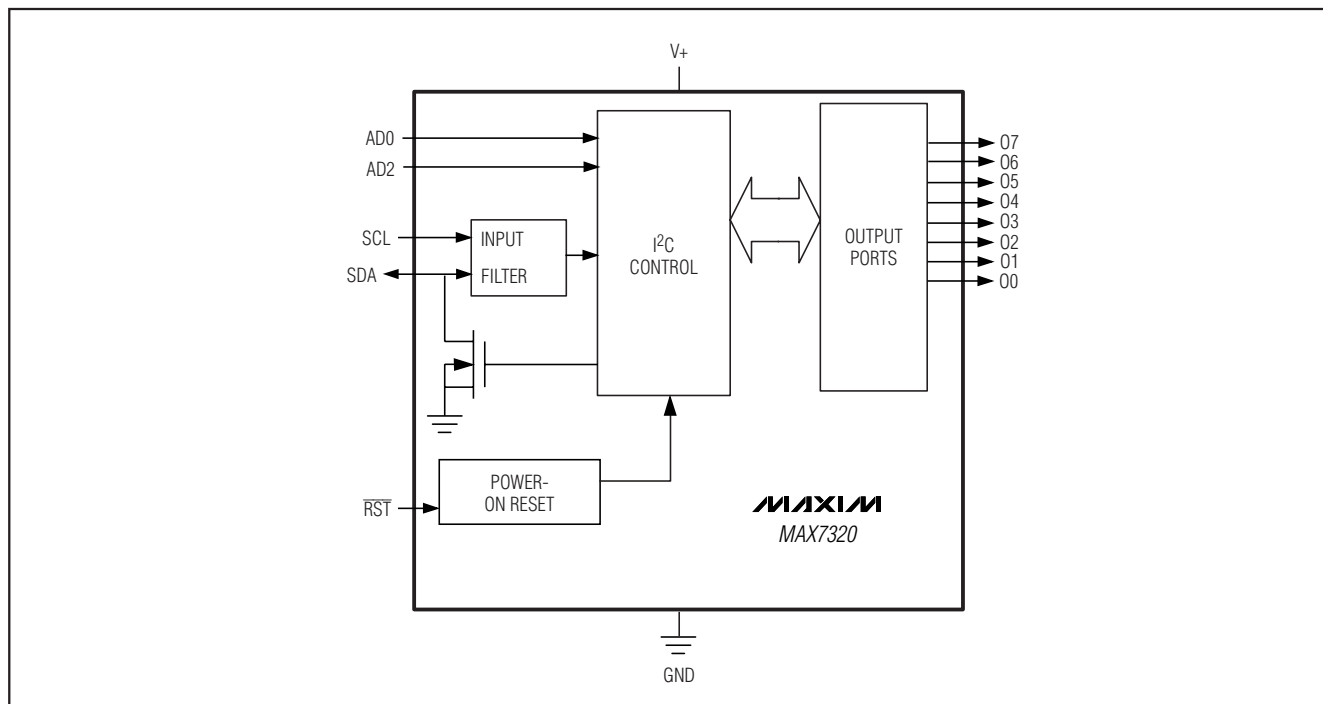 V+
AD0
AD2
SCL
SDA
INPUT
FILTER
I²C
CONTROL
OUTPUT
PORTS
O7
O6
O5
O4
O3
O2
O1
O0
POWER-
ON RESET
R̅S̅T̅
MAXIM
MAX7320
GND